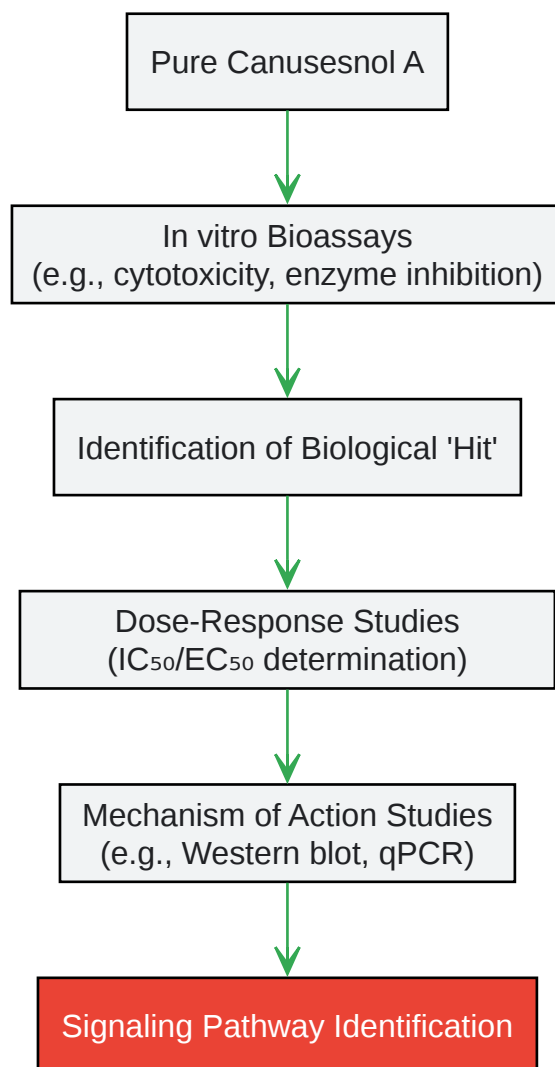 Pure Canusesnol A
In vitro Bioassays
(e.g., cytotoxicity, enzyme inhibition)
Identification of Biological 'Hit'
Dose-Response Studies
(IC₅₀/EC₅₀ determination)
Mechanism of Action Studies
(e.g., Western blot, qPCR)
Signaling Pathway Identification